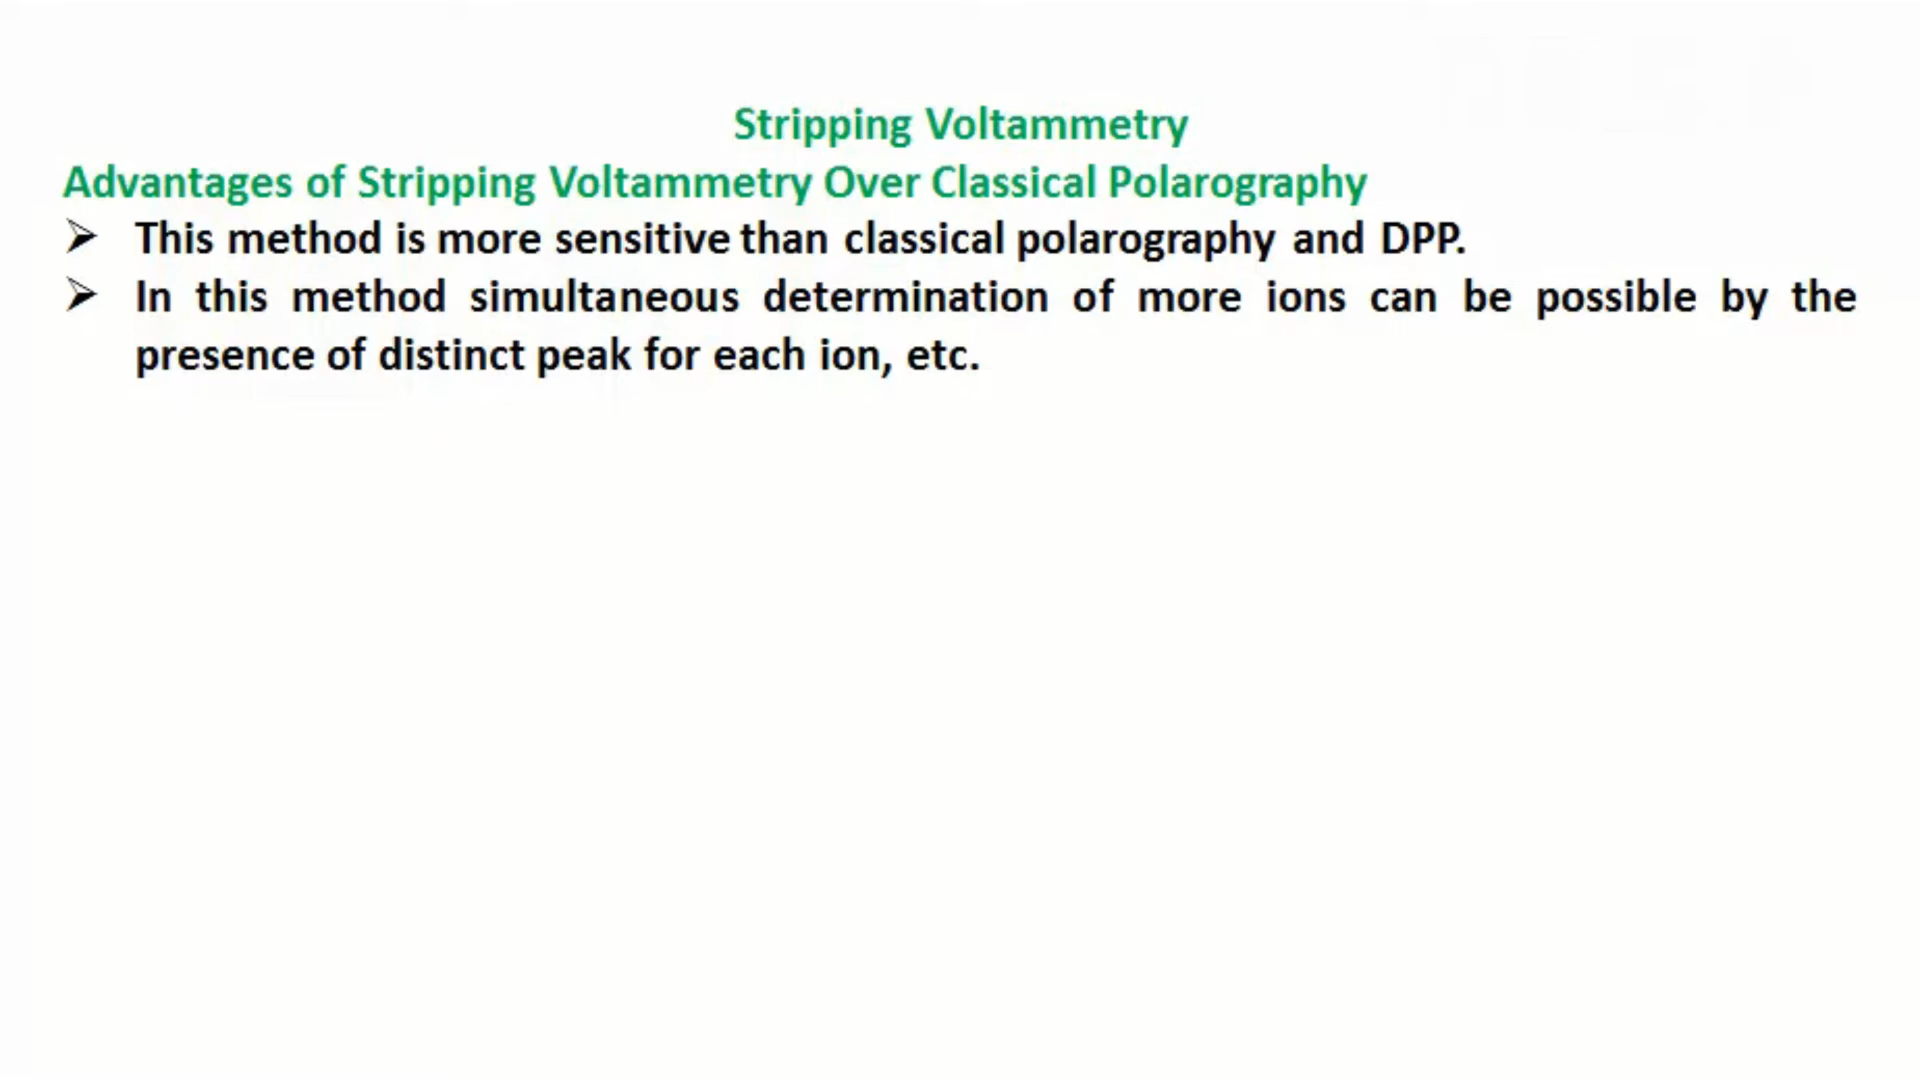 Stripping Voltammetry
Advantages of Stripping Voltammetry Over Classical Polarography
➢ This method is more sensitive than classical polarography and DPP.
➢ In this method simultaneous determination of more ions can be possible by the
presence of distinct peak for each ion, etc.